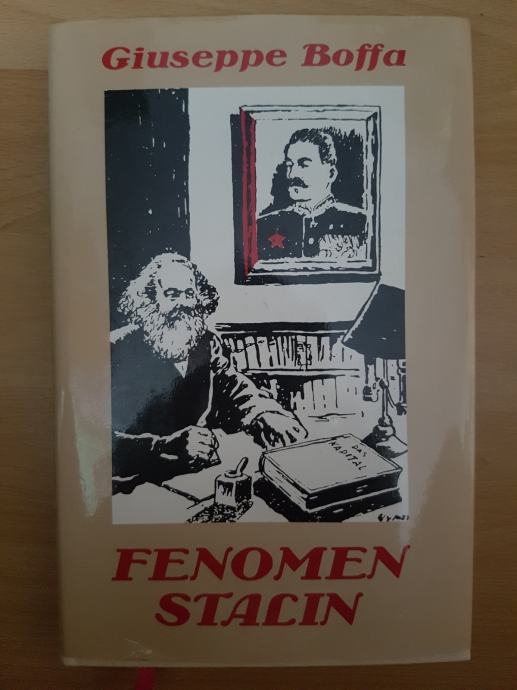 Giuseppe Boffa
DAS
KAPITAL
FENOMEN
STALIN